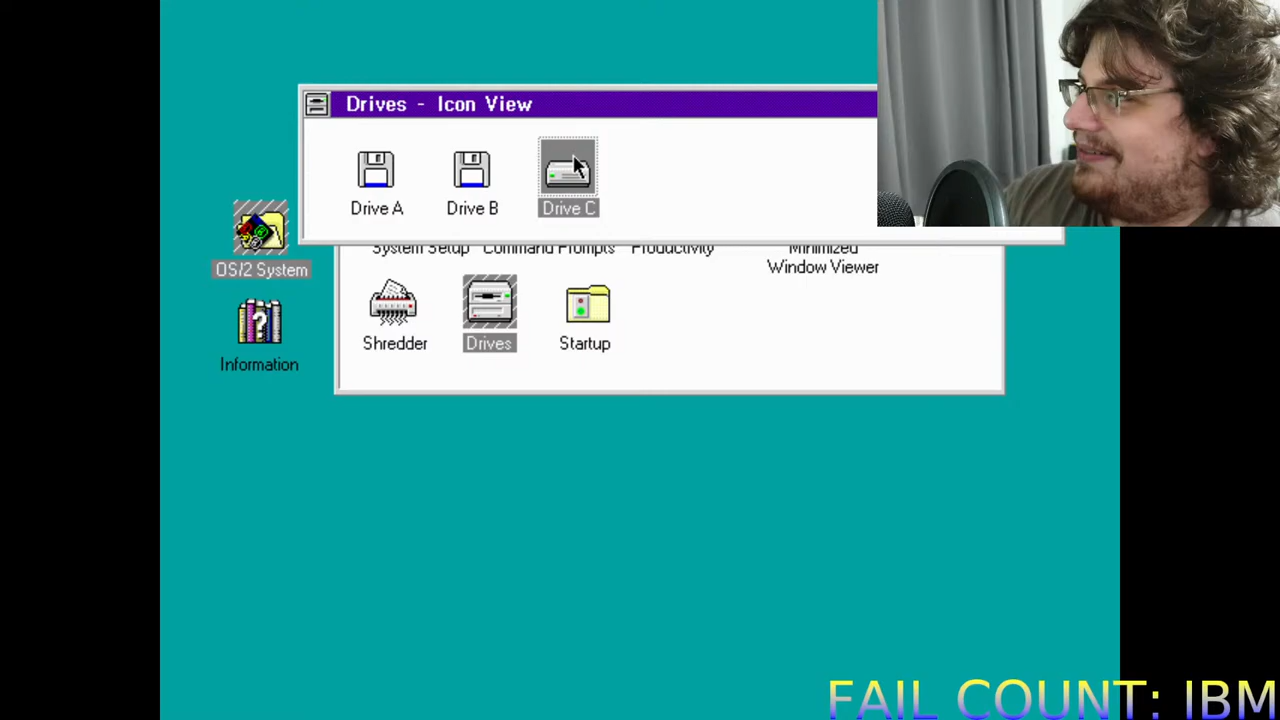 Drives - Icon View
Drive A
Drive B
Drive C
System Setup
Command Prompts
Productivity
Minimized
Window Viewer
OS/2 System
Shredder
Drives
Startup
Information
FAIL COUNT: IBM